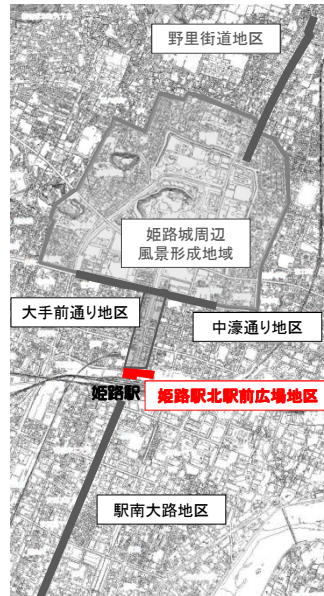 野里街道地区
姫路城周辺
風景形成地域
大手前通り地区
中濠通り地区
姫路駅
姫路駅北駅前広場地区
駅南大路地区